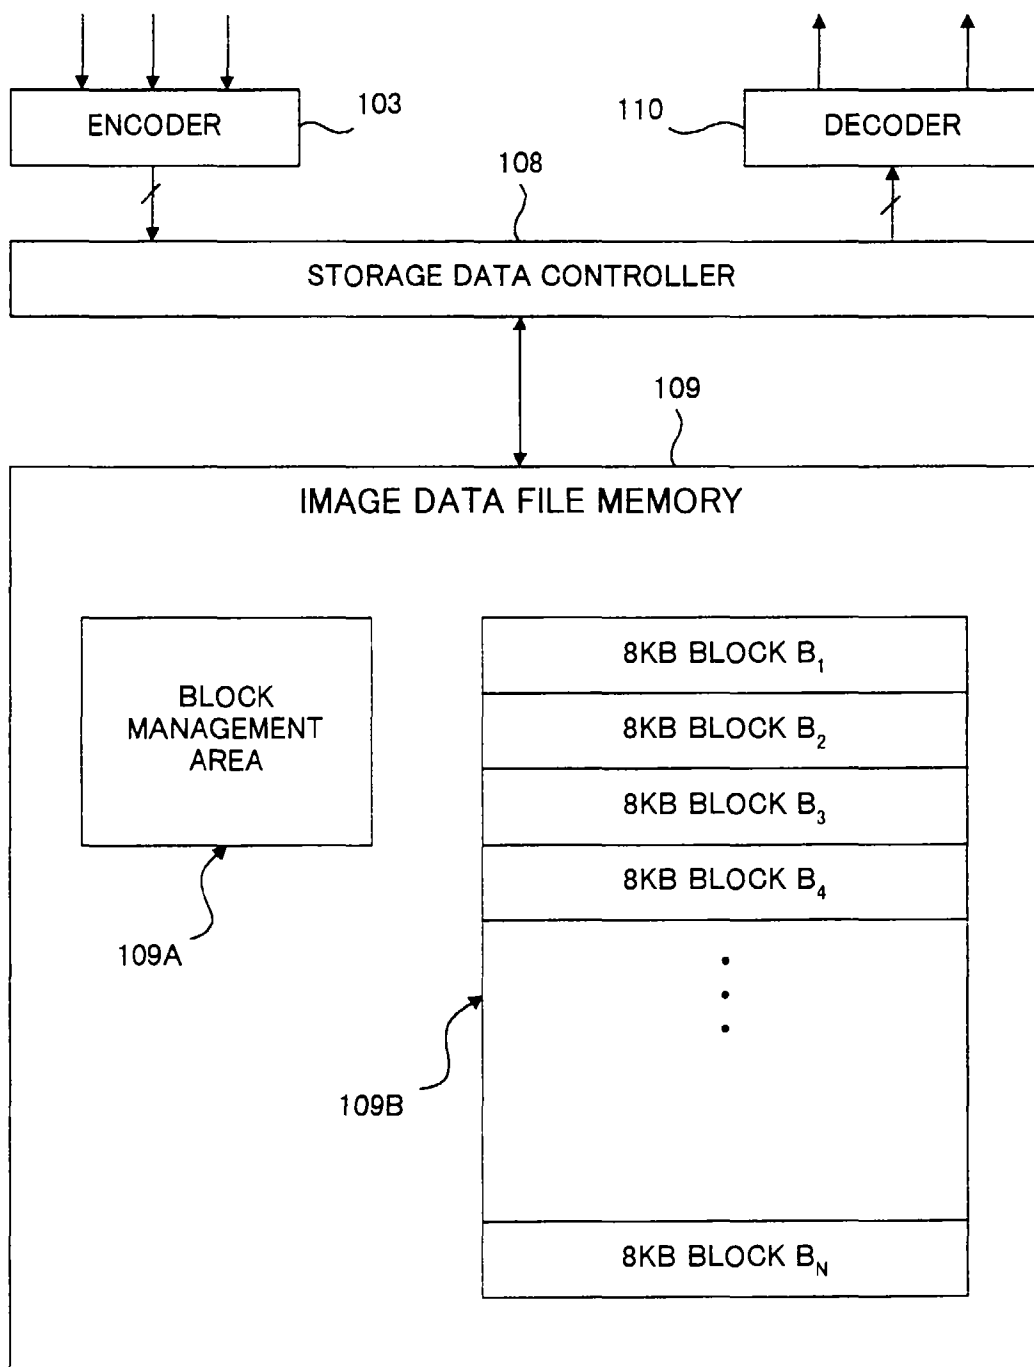 103
110
ENCODER
DECODER
108
STORAGE DATA CONTROLLER
109
IMAGE DATA FILE MEMORY
8KB BLOCK B1
BLOCK
MANAGEMENT
AREA
8KB BLOCK B2
8KB BLOCK B3
8KB BLOCK B4
109A
109B
8KB BLOCK BN